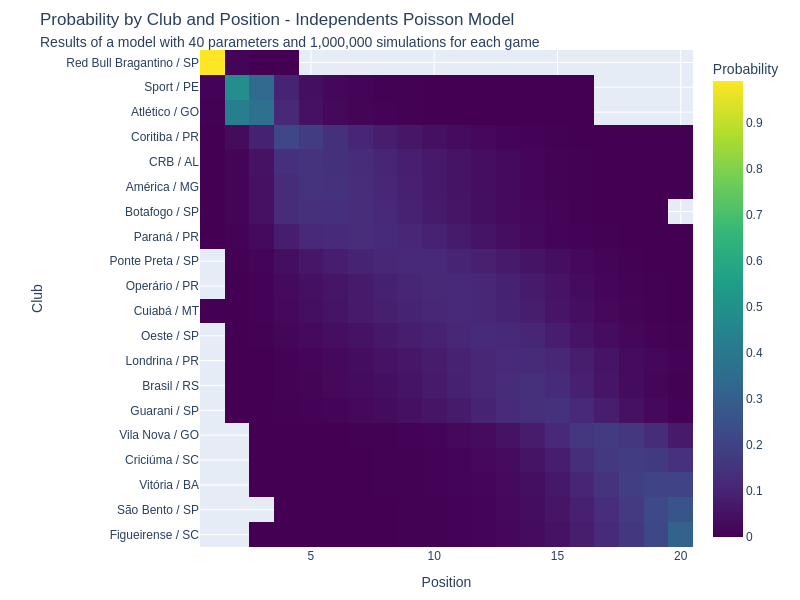 Probability by Club and Position - Independents Poisson Model
Results of a model with 40 parameters and 1,000,000 simulations for each game
Probability
Red Bull Bragantino / SP
Sport / PE
Atlético / GO
Coritiba / PR
CRB / AL
América / MG
Botafogo / SP
Paraná / PR
Ponte Preta / SP
Operário / PR
Cuiabá / MT
Oeste / SP
Londrina / PR
Brasil / RS
Guarani / SP
Vila Nova / GO
Criciúma / SC
Vitória / BA
São Bento / SP
Figueirense / SC
Club
5
10
15
20
Position
0.9
0.8
0.7
0.6
0.5
0.4
0.3
0.2
0.1
0